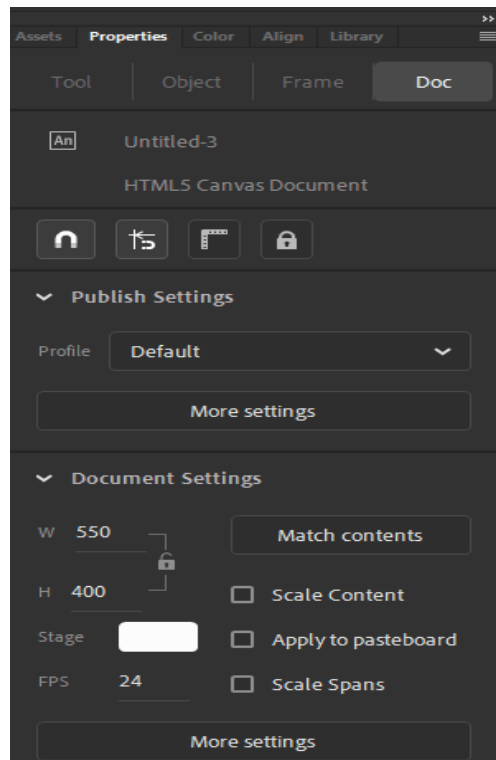 Assets Properties Color Align Library
Tool Object Frame Doc
An Untitled-3
HTML5 Canvas Document
Publish Settings
Profile Default
More settings
Document Settings
W 550 Match contents
H 400 Scale Content
Stage Apply to pasteboard
FPS 24 Scale Spans
More settings